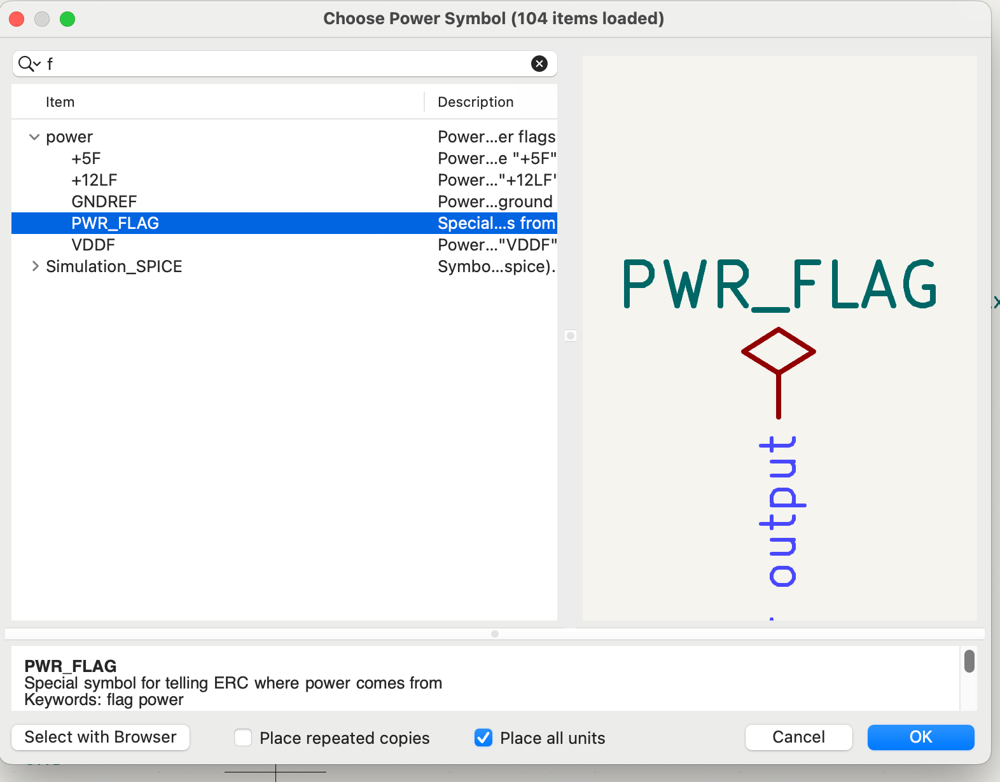 Choose Power Symbol (104 items loaded)
f
Item Description
power Power...er flags
+5F Power...e "+5F"
+12LF Power..."+12LF"
GNDREF Power...ground
PWR_FLAG Special...s from
VDDF Power..."VDDF"
Simulation_SPICE Symbo...spice).
PWR_FLAG
output
PWR_FLAG
Special symbol for telling ERC where power comes from
Keywords: flag power
Select with Browser Place repeated copies Place all units Cancel OK